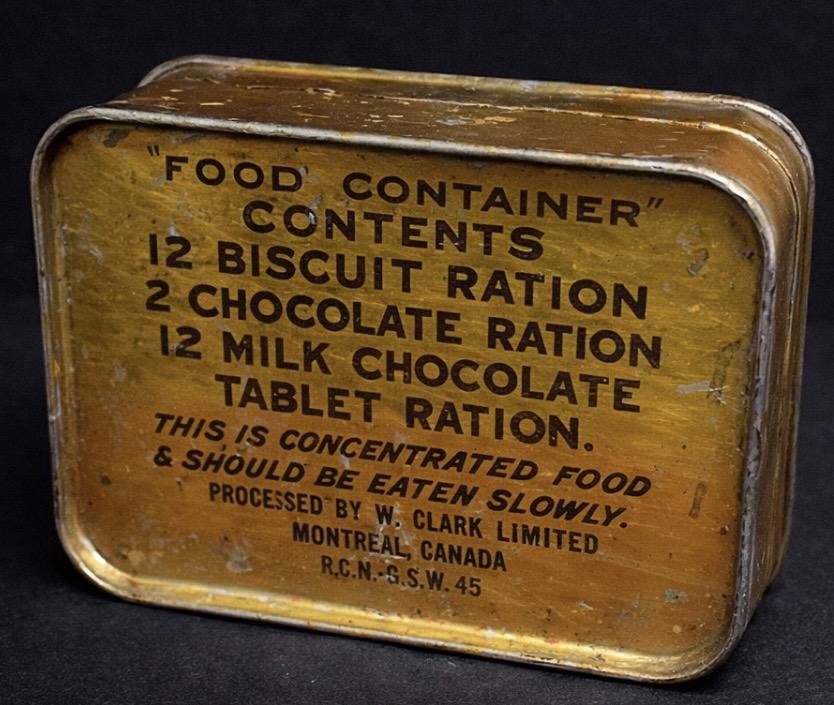 "FOOD CONTAINER"
CONTENTS
12 BISCUIT RATION
2 CHOCOLATE RATION
12 MILK CHOCOLATE
TABLET RATION.
THIS IS CONCENTRATED FOOD
& SHOULD BE EATEN SLOWLY.
PROCESSED BY W. CLARK LIMITED
MONTREAL, CANADA
R.C.N.-G.S.W. 45